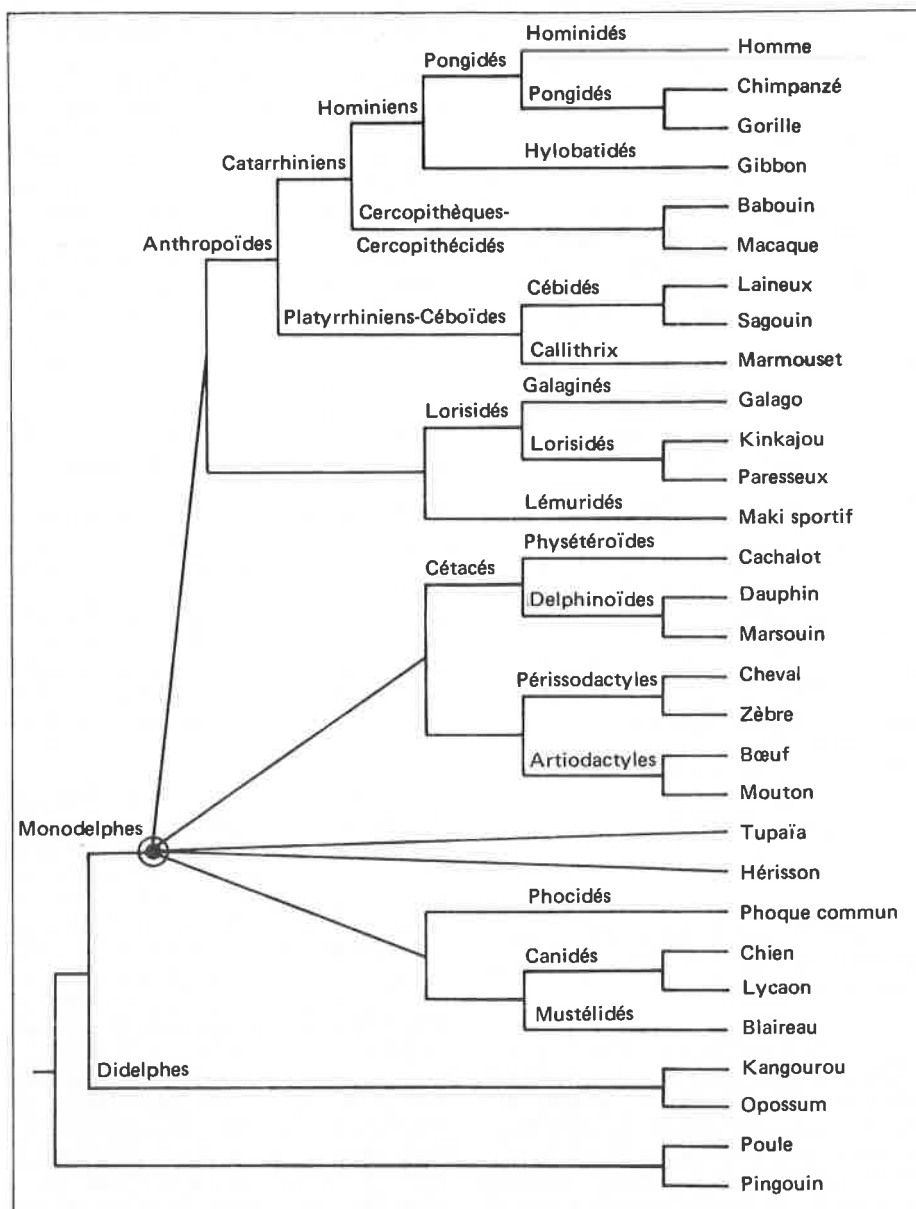 Hominidés
Homme
Pongidés
Chimpanzé
Pongidés
Hominiens
Gorille
Catarrhiniens
Hylobatidés
Gibbon
Cercopithèques-
Cercopithécidés
Babouin
Macaque
Anthropoïdes
Cébidés
Laineux
Platyrrhiniens-Céboïdes
Sagouin
Callithrix
Marmouset
Galaginés
Galago
Lorisidés
Lorisidés
Kinkajou
Paresseux
Lémuridés
Maki sportif
Physétéroïdes
Cachalot
Cétacés
Delphinoïdes
Dauphin
Marsouin
Périssodactyles
Cheval
Zèbre
Artiodactyles
Bœuf
Mouton
Monodelphes
Tupaïa
Hérisson
Phocidés
Phoque commun
Canidés
Chien
Lycaon
Mustélidés
Blaireau
Didelphes
Kangourou
Opossum
Poule
Pingouin